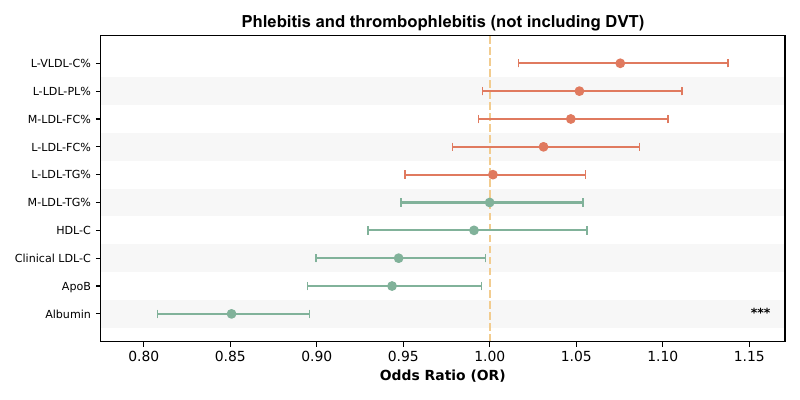 Phlebitis and thrombophlebitis (not including DVT)
L-VLDL-C%
L-LDL-PL%
M-LDL-FC%
L-LDL-FC%
L-LDL-TG%
M-LDL-TG%
HDL-C
Clinical LDL-C
ApoB
Albumin ***
0.80 0.85 0.90 0.95 1.00 1.05 1.10 1.15
Odds Ratio (OR)